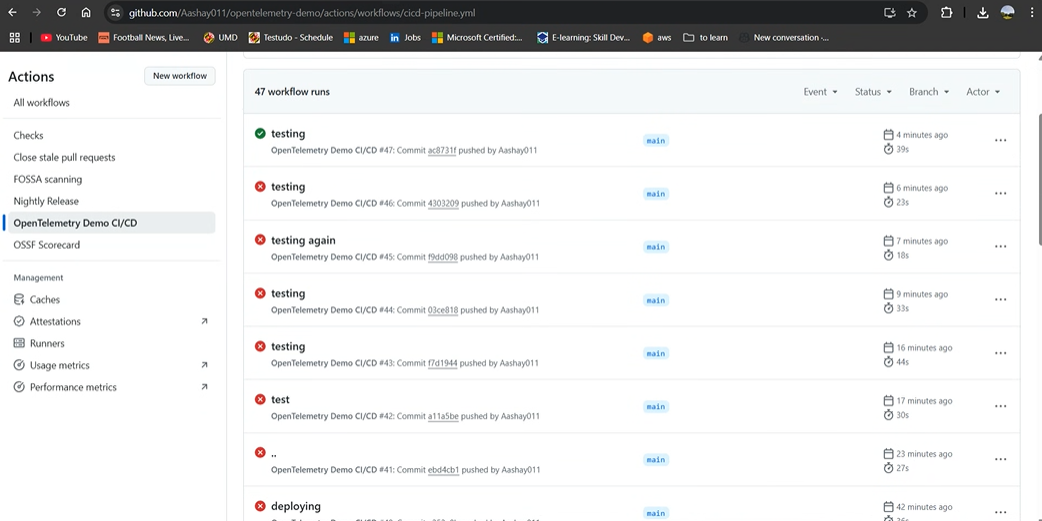 github.com/Aashay011/opentelemetry-demo/actions/workflows/cicd-pipeline.yml
YouTube
Football News, Live...
UMD
Testudo - Schedule
azure
Jobs
Microsoft Certified:...
E-learning: Skill Dev...
aws
to learn
New conversation -...
Actions
New workflow
All workflows
Checks
Close stale pull requests
FOSSA scanning
Nightly Release
OpenTelemetry Demo CI/CD
OSSF Scorecard
Management
Caches
Attestations
Runners
Usage metrics
Performance metrics
47 workflow runs
Event
Status
Branch
Actor
testing
OpenTelemetry Demo CI/CD #47: Commit ac8731f pushed by Aashay011
main
4 minutes ago
39s
testing
OpenTelemetry Demo CI/CD #46: Commit 4303209 pushed by Aashay011
main
6 minutes ago
23s
testing again
OpenTelemetry Demo CI/CD #45: Commit f9dd098 pushed by Aashay011
main
7 minutes ago
18s
testing
OpenTelemetry Demo CI/CD #44: Commit 03ce818 pushed by Aashay011
main
9 minutes ago
33s
testing
OpenTelemetry Demo CI/CD #43: Commit f7d1944 pushed by Aashay011
main
16 minutes ago
44s
test
OpenTelemetry Demo CI/CD #42: Commit a11a5be pushed by Aashay011
main
17 minutes ago
30s
..
OpenTelemetry Demo CI/CD #41: Commit ebd4cb1 pushed by Aashay011
main
23 minutes ago
27s
deploying
main
42 minutes ago